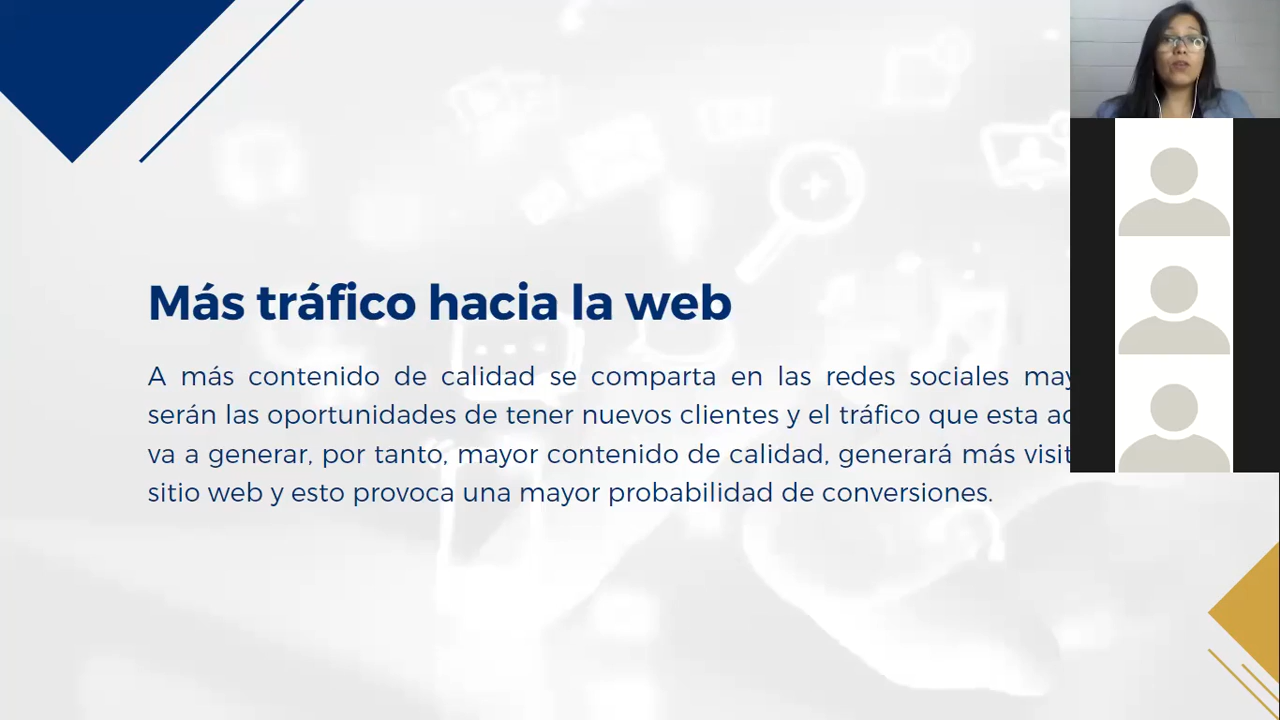 Más tráfico hacia la web
A más contenido de calidad se comparta en las redes sociales
serán las oportunidades de tener nuevos clientes y el tráfico que esta
va a generar, por tanto, mayor contenido de calidad, generará más
sitio web y esto provoca una mayor probabilidad de conversiones.